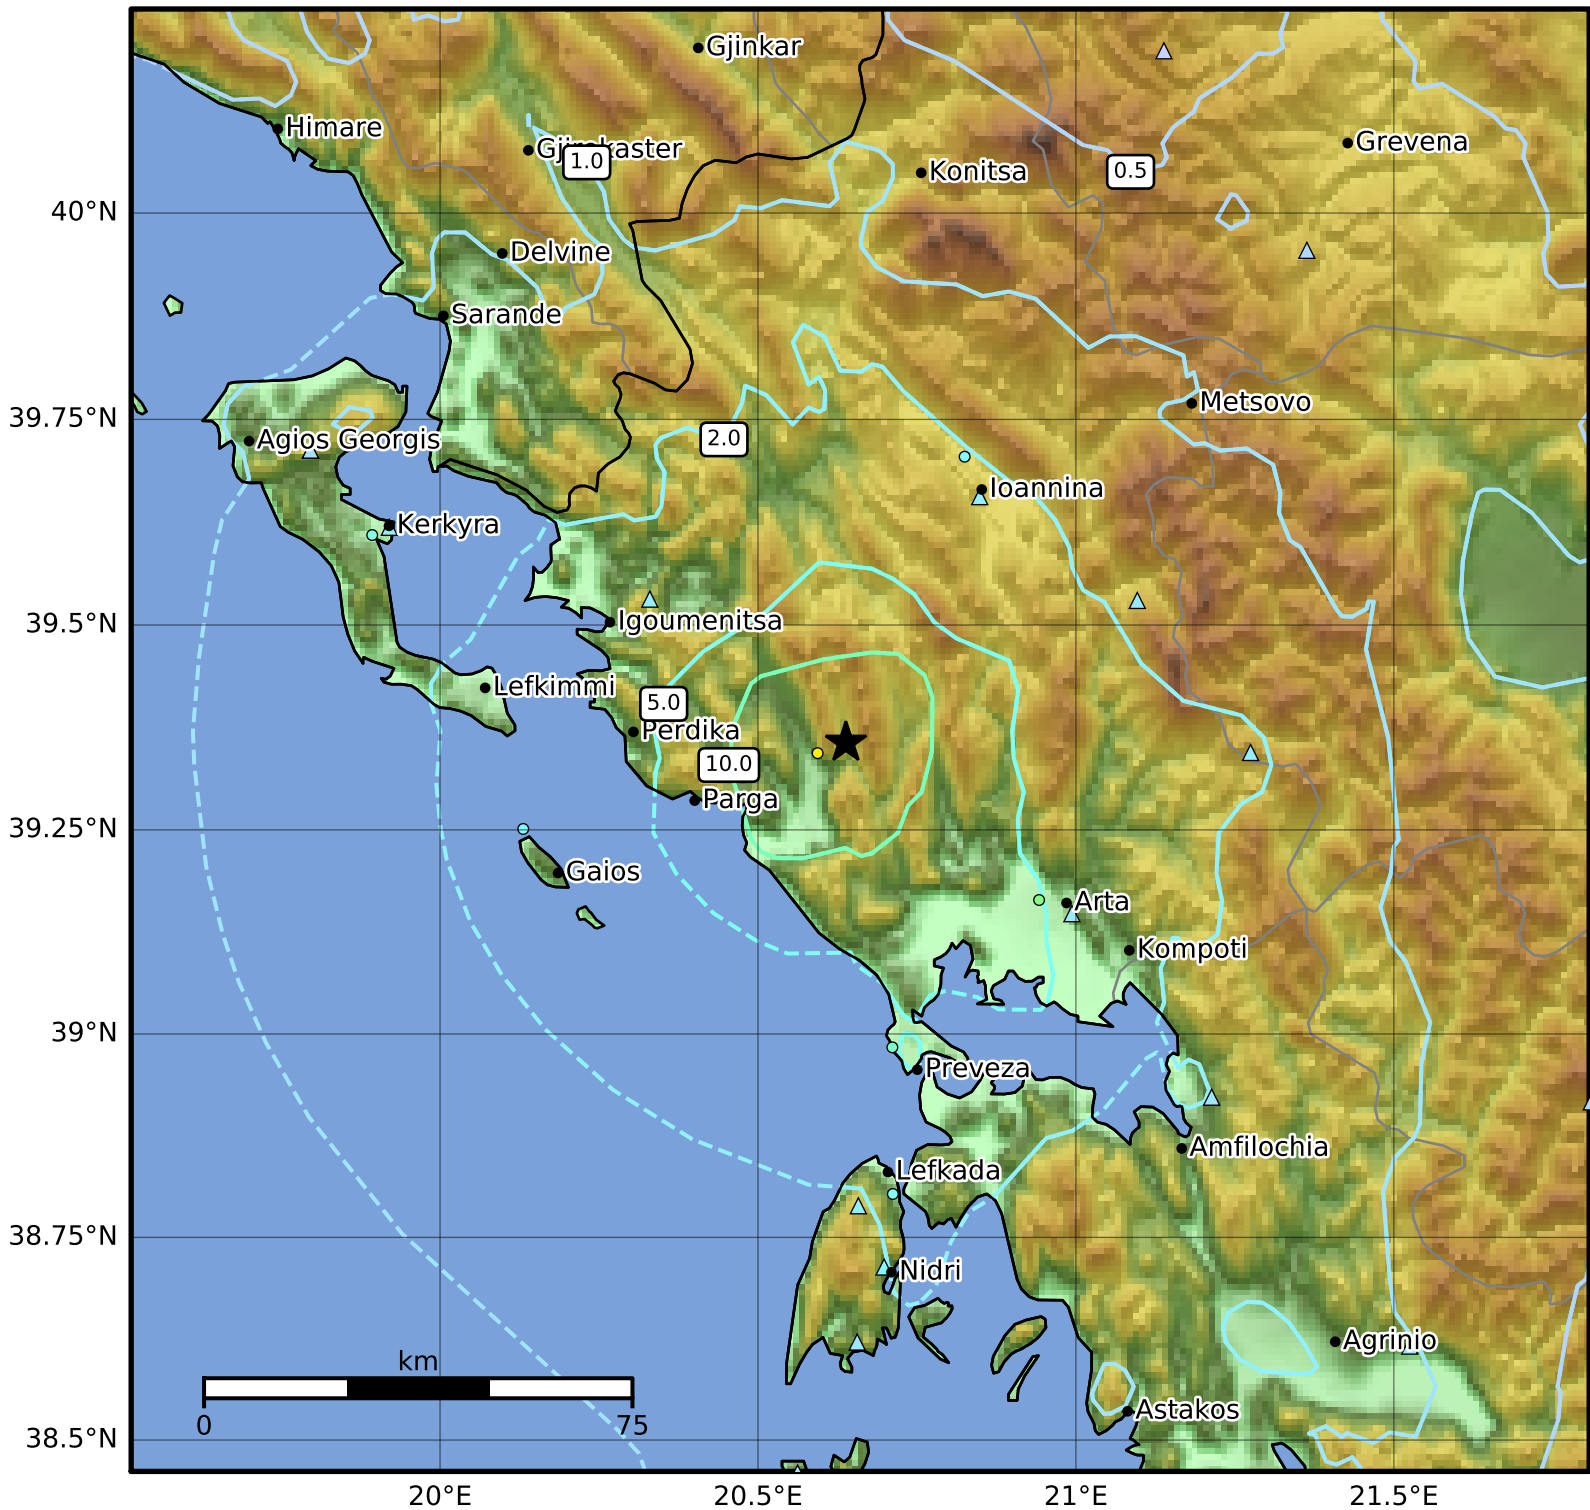 Gjinkar
Himare
Gjirokaster
1.0
Grevena
Konitsa
0.5
40°N
Delvine
Sarande
39.75°N
Metsovo
Agios Georgis
2.0
Ioannina
Kerkyra
39.5°N
Igoumenitsa
Lefkimmi
5.0
Perdika
10.0
Parga
39.25°N
Gaios
Arta
Kompoti
39°N
Preveza
Amfilochia
Lefkada
38.75°N
Nidri
Agrinio
km
0
75
Astakos
38.5°N
20°E
20.5°E
21°E
21.5°E